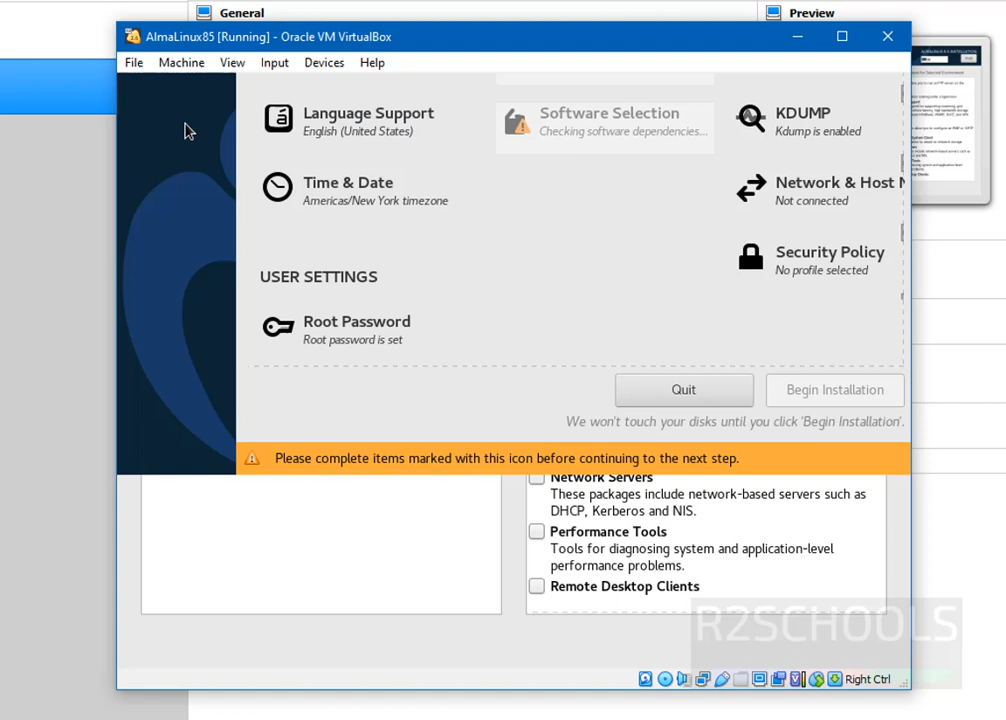 General
Preview
AlmaLinux85 [Running] - Oracle VM VirtualBox
File Machine View Input Devices Help
Language Support
English (United States)
Software Selection
Checking software dependencies...
KDUMP
Kdump is enabled
Time & Date
Americas/New York timezone
Network & Host N
Not connected
Security Policy
No profile selected
USER SETTINGS
Root Password
Root password is set
Quit
Begin Installation
We won't touch your disks until you click 'Begin Installation'.
Please complete items marked with this icon before continuing to the next step.
Network Servers
These packages include network-based servers such as
DHCP, Kerberos and NIS.
Performance Tools
Tools for diagnosing system and application-level
performance problems.
Remote Desktop Clients
R2SCHOOLS
Right Ctrl